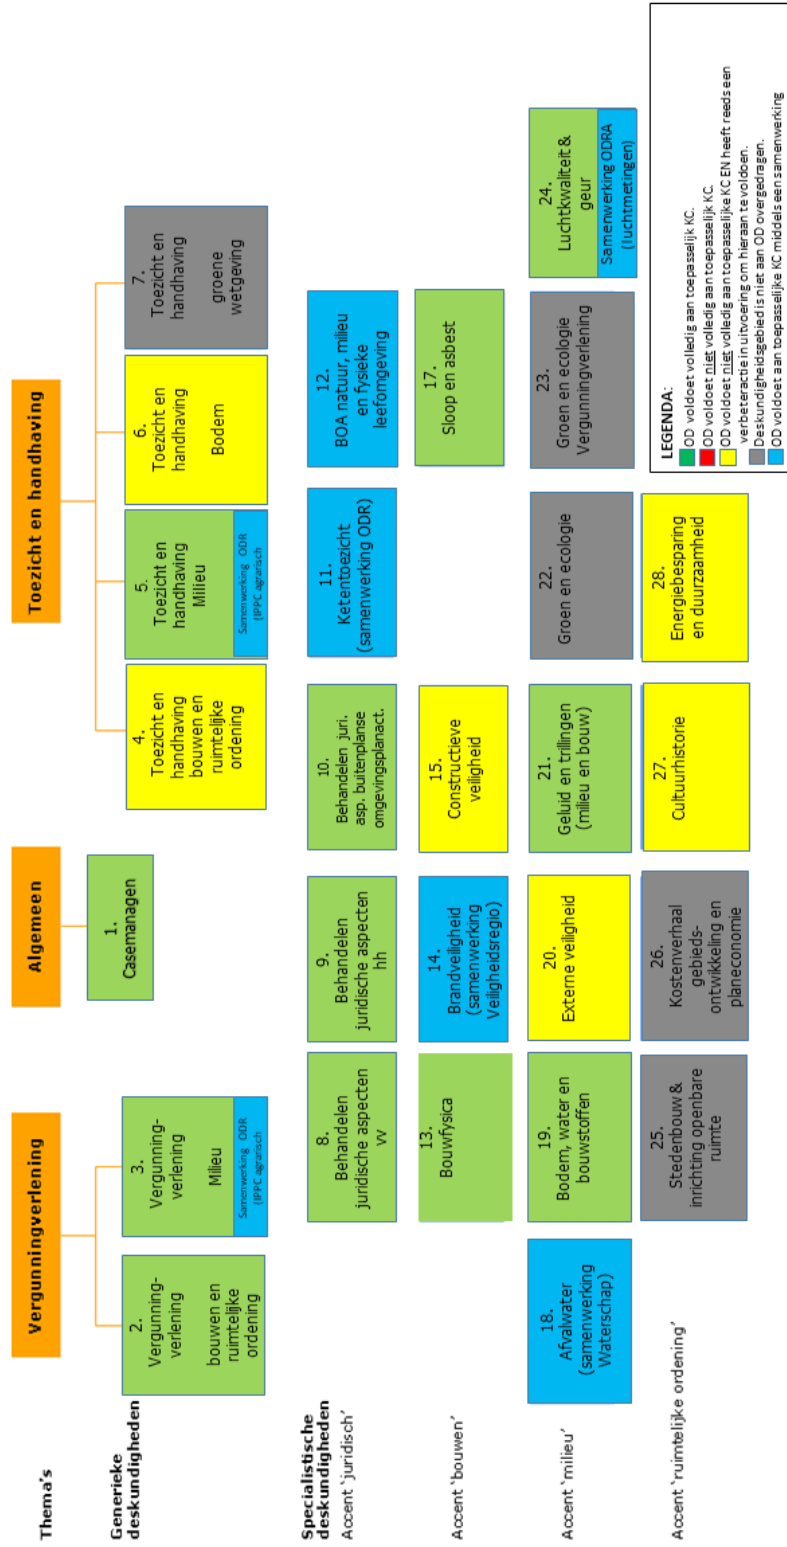 Thema's
Vergunningverlening
Algemeen
Toezicht en handhaving
Generieke
deskundigheden
2.
Vergunning-
verlening
bouwen en
ruimtelijke
ordening
3.
Vergunning-
verlening
Milieu
Samenwerking ODR
(IPPC agrarisch
1.
Casemanagen
4.
Toezicht en
handhaving
bouwen en
ruimtelijke
ordening
5.
Toezicht en
handhaving
Milieu
Samenwerking ODR
(IPPC agrarisch
6.
Toezicht en
handhaving
Bodem
7.
Toezicht en
handhaving
groene
wetgeving
Specialistische
deskundigheden
Accent 'juridisch'
8.
Behandelen
juridische aspecten
vv
9.
Behandelen
juridische aspecten
hh
10.
Behandelen juri.
asp. buitenplanse
omgevingsplanact.
11.
Ketentoezicht
(samenwerking ODR)
12.
BOA natuur, milieu
en fysieke
leefomgeving
Accent 'bouwen'
13.
Bouwfysica
14.
Brandveiligheid
(samenwerking
Veiligheidsregio)
15.
Constructieve
veiligheid
17.
Sloop en asbest
Accent 'milieu'
18.
Afvalwater
(samenwerking
Waterschap)
19.
Bodem, water en
bouwstoffen
20.
Externe veiligheid
21.
Geluid en trillingen
(milieu en bouw)
22.
Groen en ecologie
23.
Groen en ecologie
Vergunningverlening
24.
Luchtkwaliteit &
geur
Samenwerking ODRA
(luchtmetingen)
Accent 'ruimtelijke ordening'
25.
Stedenbouw &
inrichting openbare
ruimte
26.
Kostenverhaal
gebieds-
ontwikkeling en
planeconomie
27.
Cultuurhistorie
28.
Energiebesparing
en duurzaamheid
LEGENDA:
OD voldoet volledig aan toepasselijk KC.
OD voldoet niet volledig aan toepasselijk KC.
OD voldoet niet volledig aan toepasselijke KC EN heeft reeds een
verbeteractie in uitvoering om hieraan te voldoen.
Deskundigheidsgebied is niet aan OD overgedragen.
OD voldoet aan toepasselijke KC middels een samenwerking